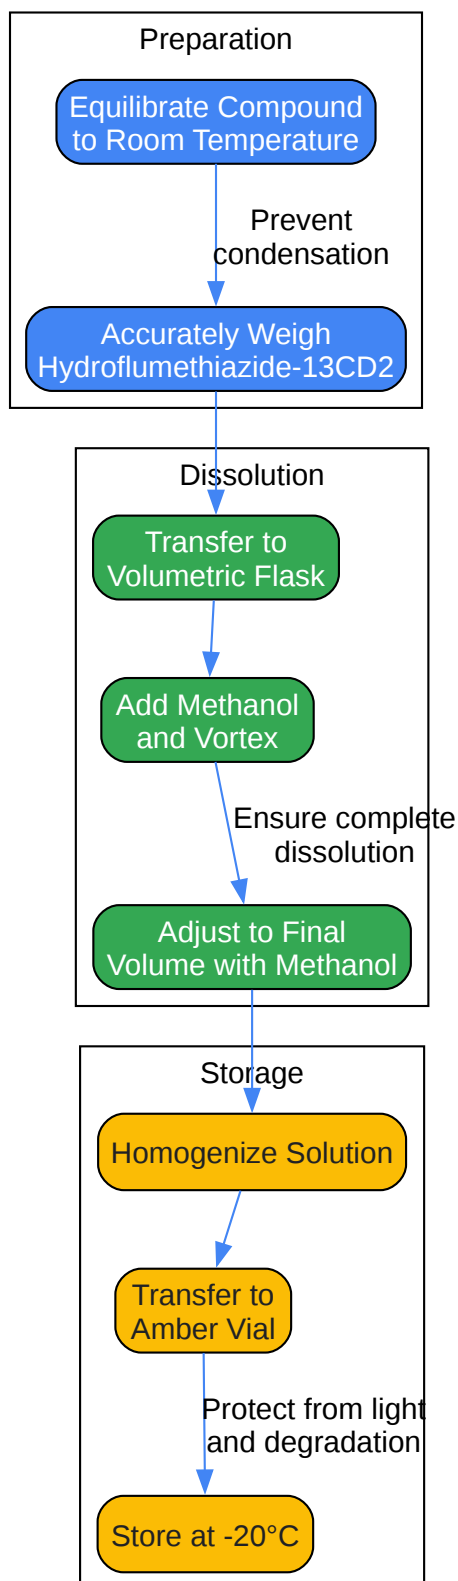 Preparation
Equilibrate Compound
to Room Temperature
Prevent
condensation
Accurately Weigh
Hydroflumethiazide-13CD2
Dissolution
Transfer to
Volumetric Flask
Add Methanol
and Vortex
Ensure complete
dissolution
Adjust to Final
Volume with Methanol
Storage
Homogenize Solution
Transfer to
Amber Vial
Protect from light
and degradation
Store at -20°C